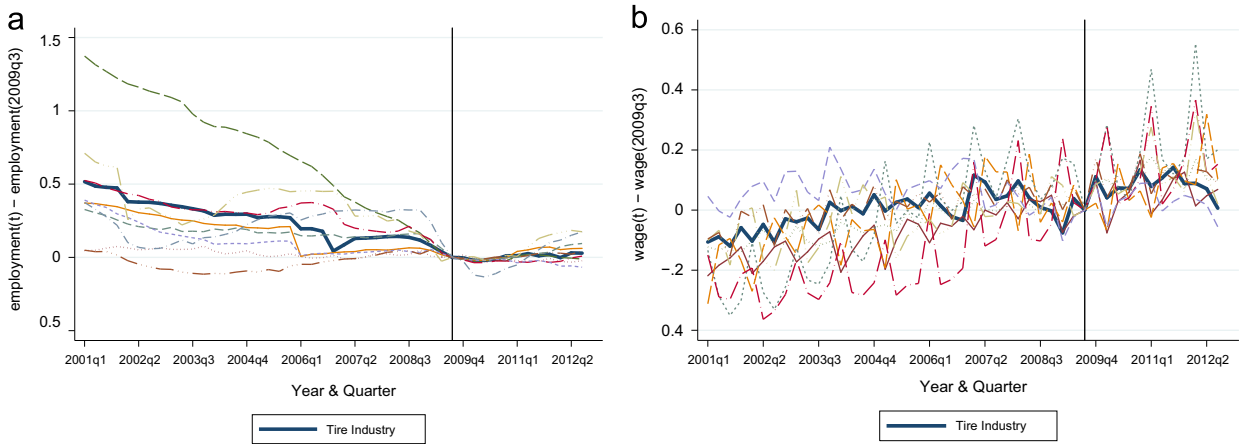 a
employment(t) − employment(2009q3)
1.5
1
0.5
0
0.5
2001q1 2002q2 2003q3 2004q4 2006q1 2007q2 2008q3 2009q4 2011q1 2012q2
Year & Quarter
Tire Industry
b
wage(t) − wage(2009q3)
0.6
0.4
0.2
0
−.2
0.4
2001q1 2002q2 2003q3 2004q4 2006q1 2007q2 2008q3 2009q4 2011q1 2012q2
Year & Quarter
Tire Industry